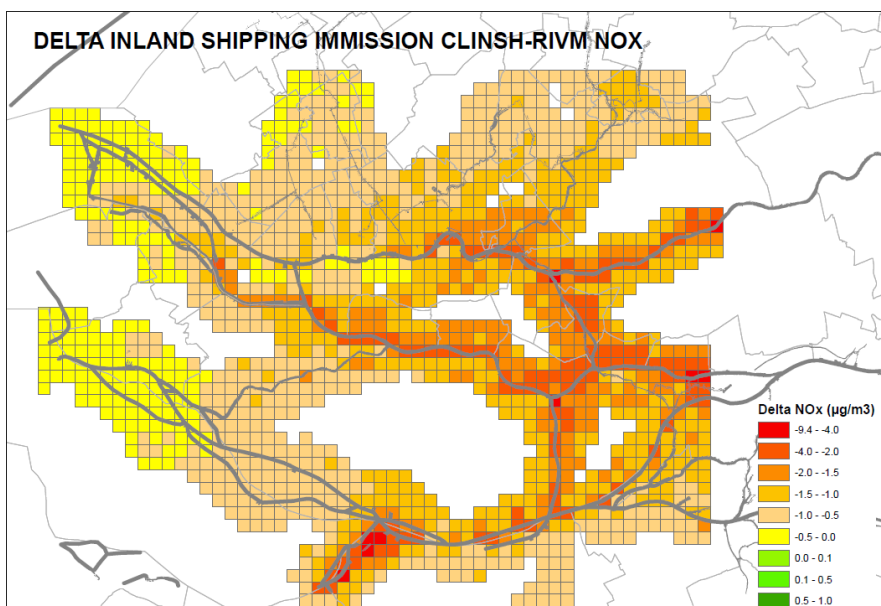 DELTA INLAND SHIPPING IMMISSION CLINSH-RIVM NOX
Delta NOx (µg/m3)
-9.4 - -4.0
-4.0 - -2.0
-2.0 - -1.5
-1.5 - -1.0
-1.0 - -0.5
-0.5 - 0.0
0.0 - 0.1
0.1 - 0.5
0.5 - 1.0